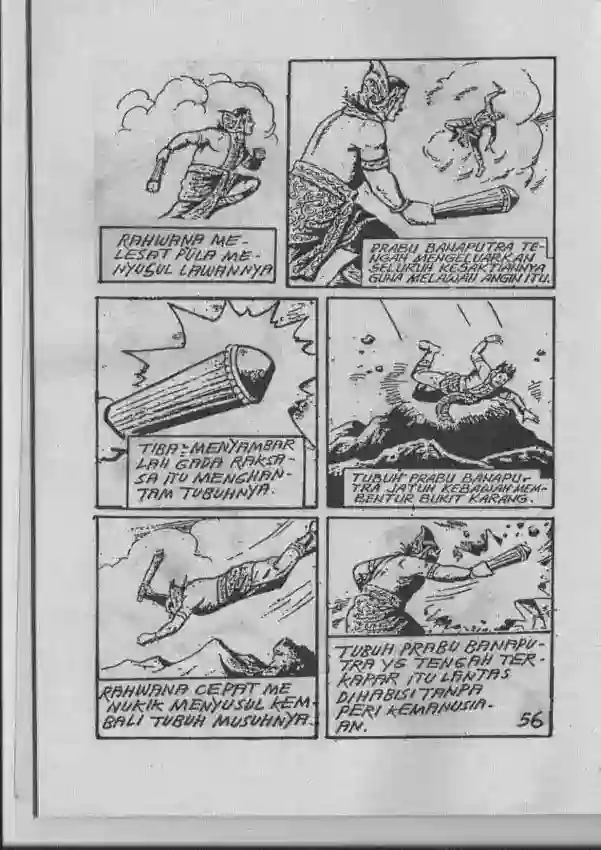 RAHWANA ME-
LESAT PULA ME-
NYUSUL LAWANNYA
PRABU BANAPUTRA TE-
NGAH MENGELUARKAN
SELURUH KESAKTIANNYA
GUNA MELAWAN ANGIN ITU.
TIBA= MENYAMBAR
LAH GADA RAKSA-
SA ITU MENGHAN-
TAM TUBUHNYA.
TUBUH PRABU BANAPU-
TRA JATUH KEBAWAH MEM-
BENTUR BUKIT KARANG.
RAHWANA CEPAT ME
NUKIK MENYUSUL KEM-
BALI TUBUH MUSUHNYA.
TUBUH PRABU BANAPU-
TRA YG TENGAH TER-
KAPAR ITU LANTAS
DIHABISI TANPA
PERI KEMANUSIA-
AN.
56